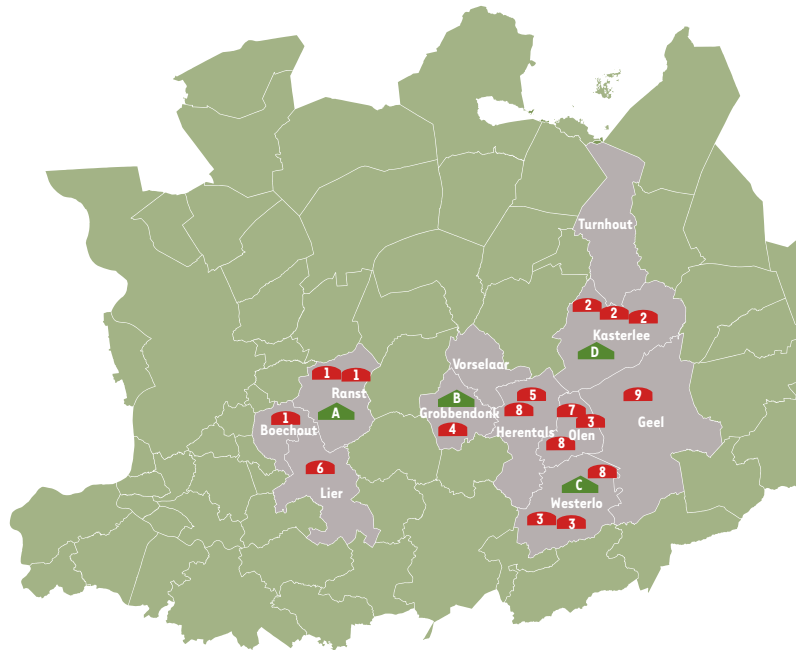 Turnhout
2
2
2
Kasterlee
D
Vorselaar
1
1
Ranst
A
B
Grobbendonk
4
5
8
Herentals
7
3
Olen
8
9
Geel
1
Boechout
6
Lier
8
C
Westerlo
3
3